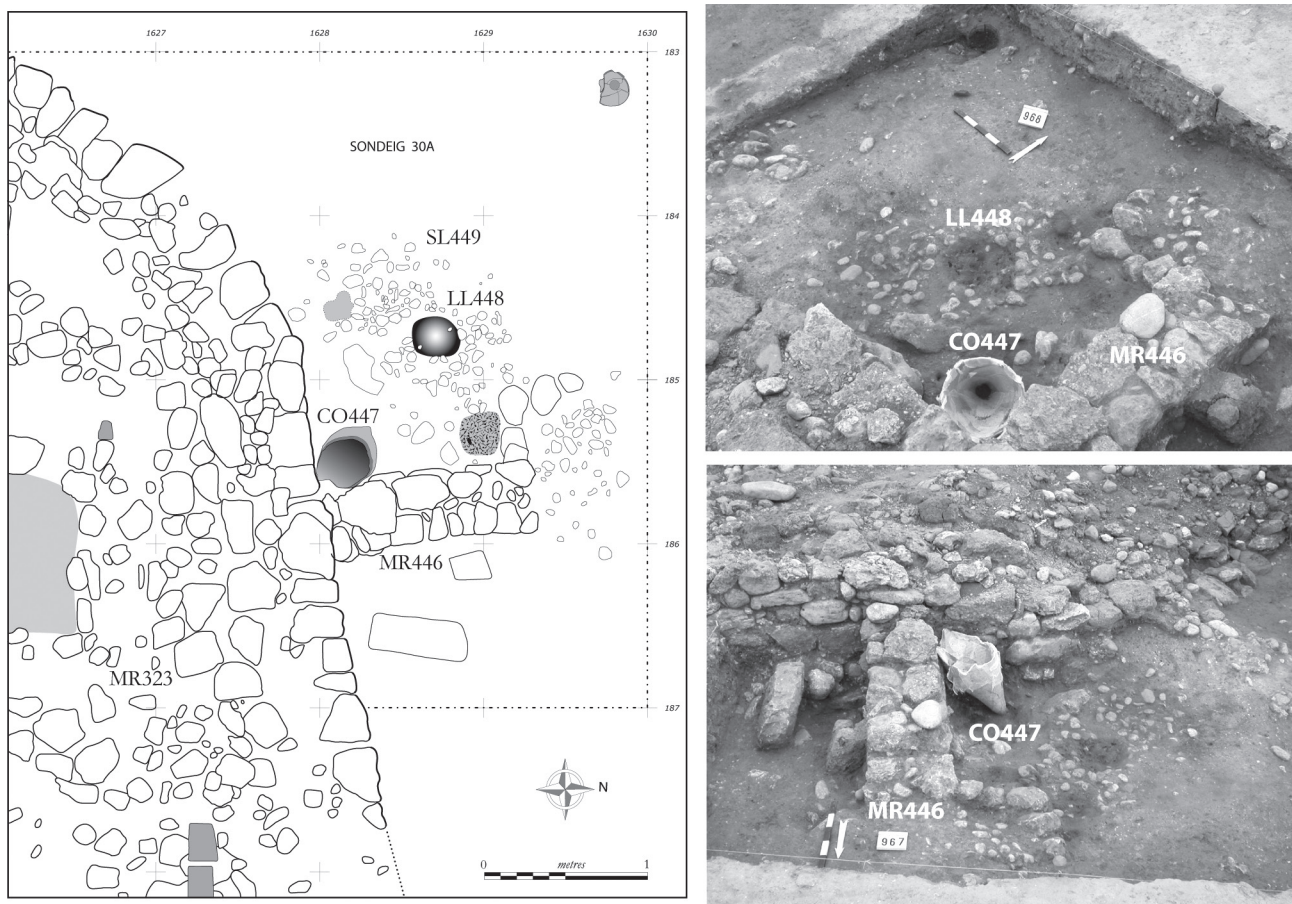 1627
1628
1629
1630
183
SONDEIG 30A
184
SL449
LL448
185
CO447
186
MR446
MR323
187
N
0 metres 1
968
LL448
CO447
MR446
CO447
MR446
967